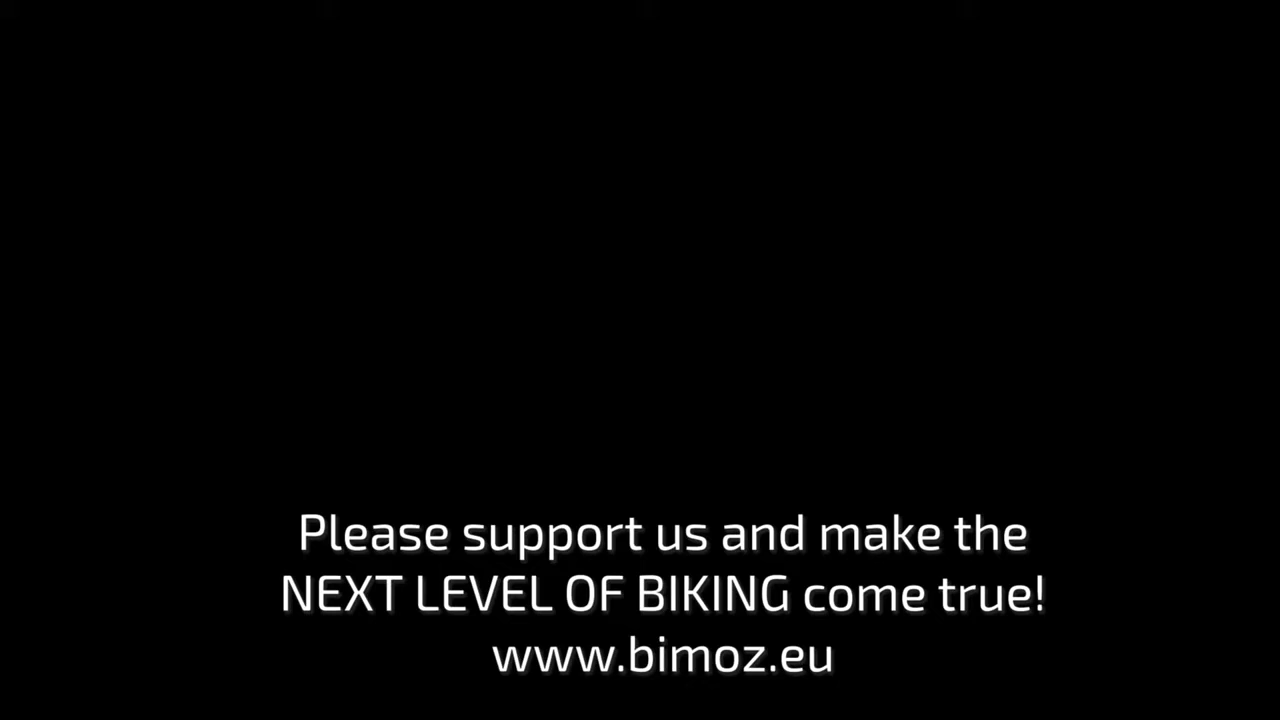 Please support us and make the
NEXT LEVEL OF BIKING come true!
www.bimoz.eu